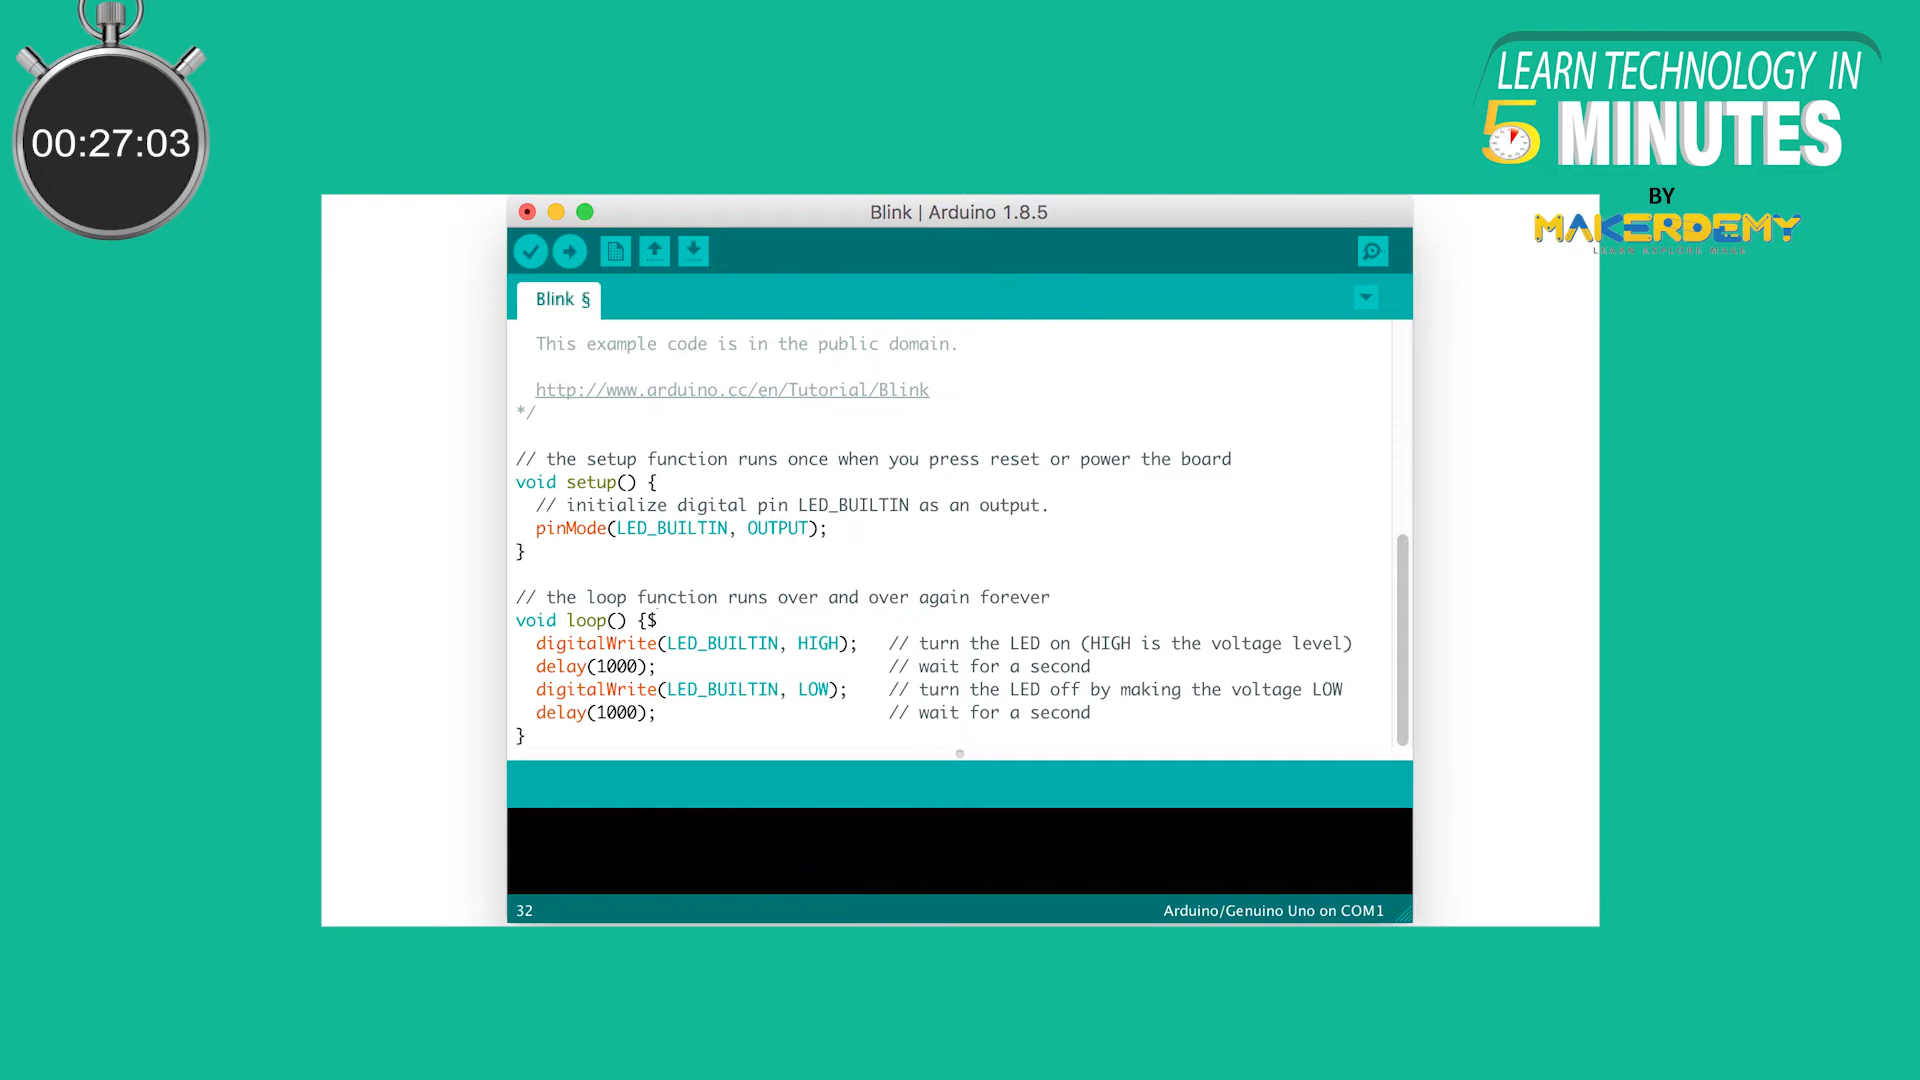 00:27:03
LEARN TECHNOLOGY IN
5 MINUTES
BY
MAKERDEMY
LEARN EXPLORE MAKE
Blink | Arduino 1.8.5
Blink §
This example code is in the public domain.
http://www.arduino.cc/en/Tutorial/Blink
*/
// the setup function runs once when you press reset or power the board
void setup() {
// initialize digital pin LED_BUILTIN as an output.
pinMode(LED_BUILTIN, OUTPUT);
}
// the loop function runs over and over again forever
void loop() {$
digitalWrite(LED_BUILTIN, HIGH);   // turn the LED on (HIGH is the voltage level)
delay(1000);                       // wait for a second
digitalWrite(LED_BUILTIN, LOW);    // turn the LED off by making the voltage LOW
delay(1000);                       // wait for a second
}
32
Arduino/Genuino Uno on COM1